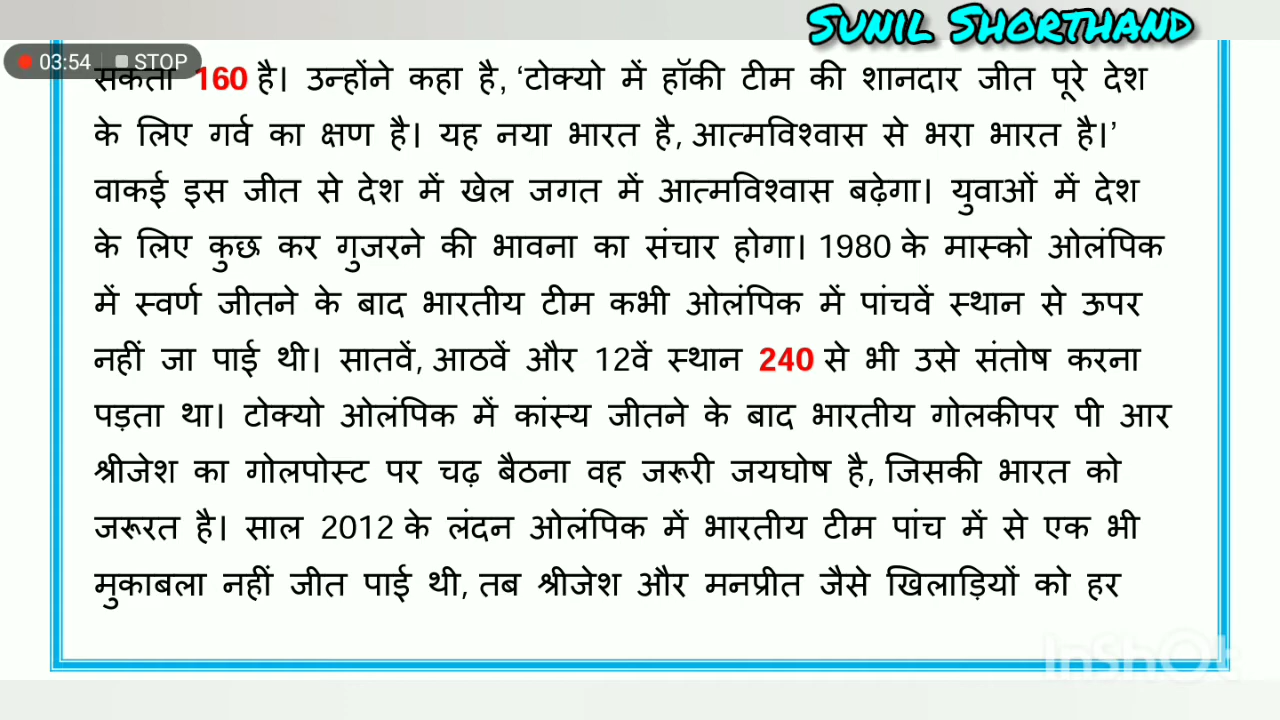 SUNIL SHORTHAND
03:54 STOP
सकता 160 है। उन्होंने कहा है, ‘टोक्यो में हॉकी टीम की शानदार जीत पूरे देश
के लिए गर्व का क्षण है। यह नया भारत है, आत्मविश्वास से भरा भारत है।’
वाकई इस जीत से देश में खेल जगत में आत्मविश्वास बढ़ेगा। युवाओं में देश
के लिए कुछ कर गुजरने की भावना का संचार होगा। 1980 के मास्को ओलंपिक
में स्वर्ण जीतने के बाद भारतीय टीम कभी ओलंपिक में पांचवें स्थान से ऊपर
नहीं जा पाई थी। सातवें, आठवें और 12वें स्थान 240 से भी उसे संतोष करना
पड़ता था। टोक्यो ओलंपिक में कांस्य जीतने के बाद भारतीय गोलकीपर पी आर
श्रीजेश का गोलपोस्ट पर चढ़ बैठना वह जरूरी जयघोष है, जिसकी भारत को
जरूरत है। साल 2012 के लंदन ओलंपिक में भारतीय टीम पांच में से एक भी
मुकाबला नहीं जीत पाई थी, तब श्रीजेश और मनप्रीत जैसे खिलाड़ियों को हर
InShOt